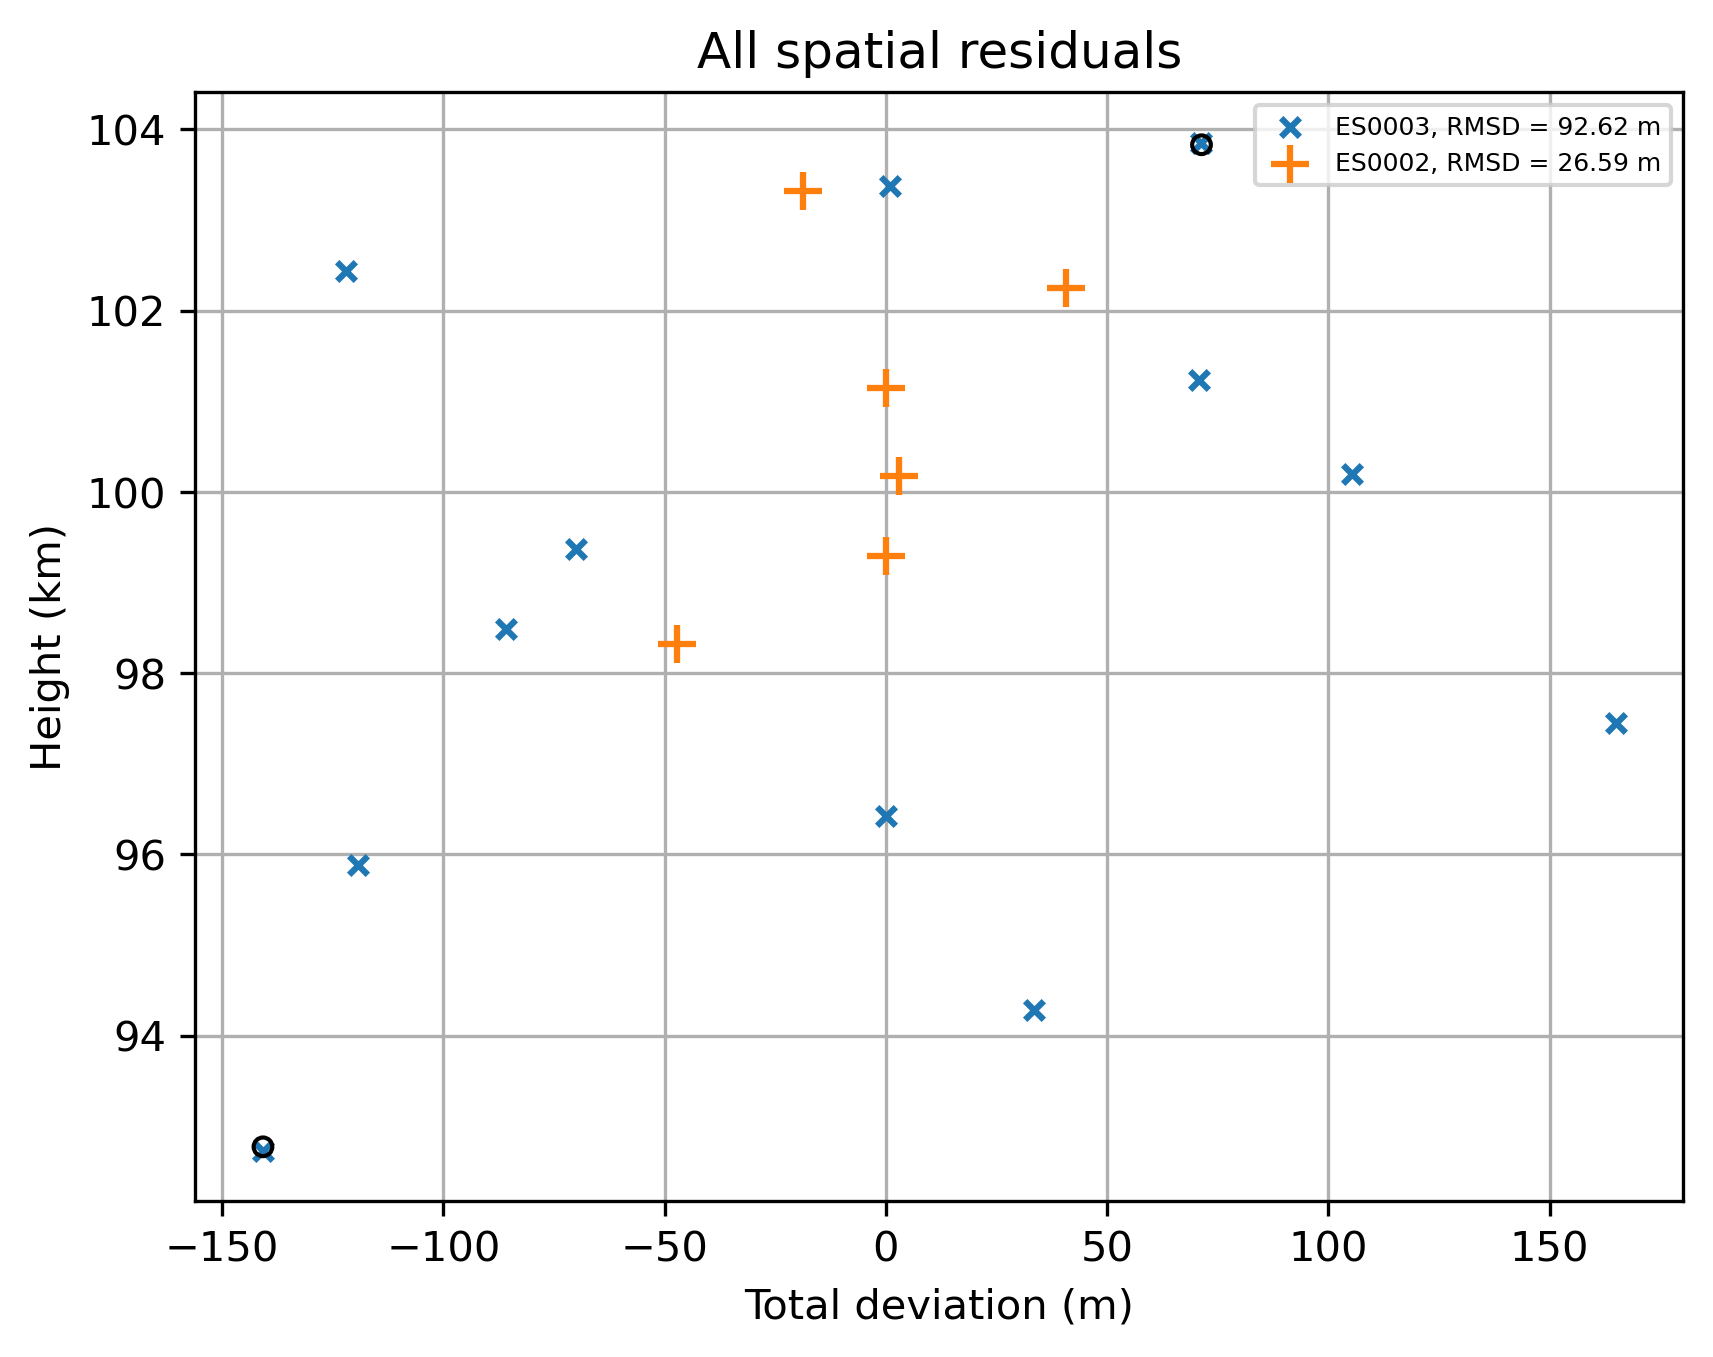 All spatial residuals
ES0003, RMSD = 92.62 m
ES0002, RMSD = 26.59 m
Height (km)
104
102
100
98
96
94
−150 −100 −50 0 50 100 150
Total deviation (m)